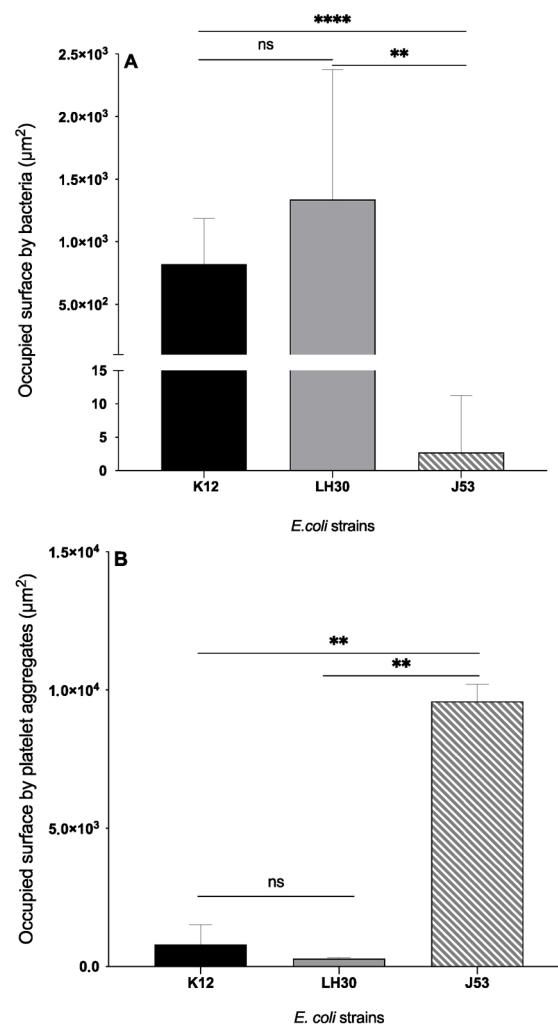 ****
ns
**
A
Occupied surface by bacteria (µm²)
2.5×10³
2.0×10³
1.5×10³
1.0×10³
5.0×10²
15
10
5
0
K12 LH30 J53
E.coli strains
B
Occupied surface by platelet aggregates (µm²)
1.5×10⁴
**
**
1.0×10⁴
5.0×10³
ns
0.0
K12 LH30 J53
E. coli strains